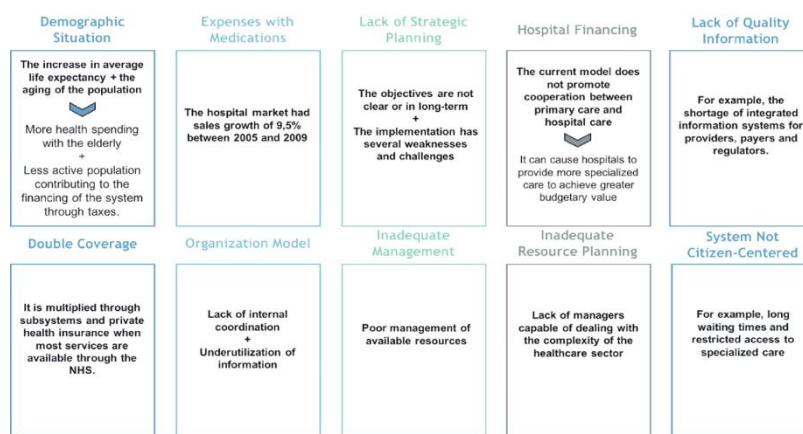 Demographic
Situation
The increase in average
life expectancy + the
aging of the population
More health spending
with the elderly
+
Less active population
contributing to the
financing of the system
through taxes.
Expenses with
Medications
The hospital market had
sales growth of 9,5%
between 2005 and 2009
Lack of Strategic
Planning
The objectives are not
clear or in long-term
+
The implementation has
several weaknesses
and challenges
Hospital Financing
The current model does
not promote
cooperation between
primary care and
hospital care
It can cause hospitals to
provide more specialized
care to achieve greater
budgetary value
Lack of Quality
Information
For example, the
shortage of integrated
information systems for
providers, payers and
regulators.
Double Coverage
It is multiplied through
subsystems and private
health insurance when
most services are
available through the
NHS.
Organization Model
Lack of internal
coordination
+
Underutilization of
information
Inadequate
Management
Poor management of
available resources
Inadequate
Resource Planning
Lack of managers
capable of dealing with
the complexity of the
healthcare sector
System Not
Citizen-Centered
For example, long
waiting times and
restricted access to
specialized care